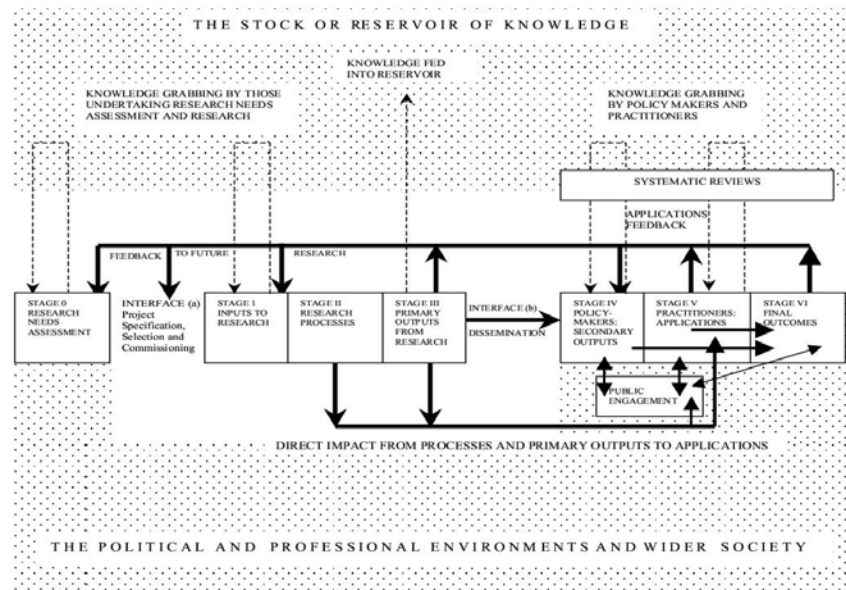 THE STOCK OR RESERVOIR OF KNOWLEDGE
KNOWLEDGE FED
INTO RESERVOIR
KNOWLEDGE GRABBING BY THOSE
UNDERTAKING RESEARCH NEEDS
ASSESSMENT AND RESEARCH
KNOWLEDGE GRABBING
BY POLICY MAKERS AND
PRACTITIONERS
SYSTEMATIC REVIEWS
APPLICATIONS
FEEDBACK
FEEDBACK
TO FUTURE
RESEARCH
STAGE 0
RESEARCH
NEEDS
ASSESSMENT
INTERFACE (a)
Project
Specification,
Selection and
Commissioning
STAGE 1
INPUTS TO
RESEARCH
STAGE II
RESEARCH
PROCESSES
STAGE III
PRIMARY
OUTPUTS
FROM
RESEARCH
INTERFACE (b)
DISSEMINATION
STAGE IV
POLICY-
MAKERS:
SECONDARY
OUTPUTS
STAGE V
PRACTITIONERS:
APPLICATIONS
STAGE VI
FINAL
OUTCOMES
PUBLIC
ENGAGEMENT
DIRECT IMPACT FROM PROCESSES AND PRIMARY OUTPUTS TO APPLICATIONS
THE POLITICAL AND PROFESSIONAL ENVIRONMENTS AND WIDER SOCIETY